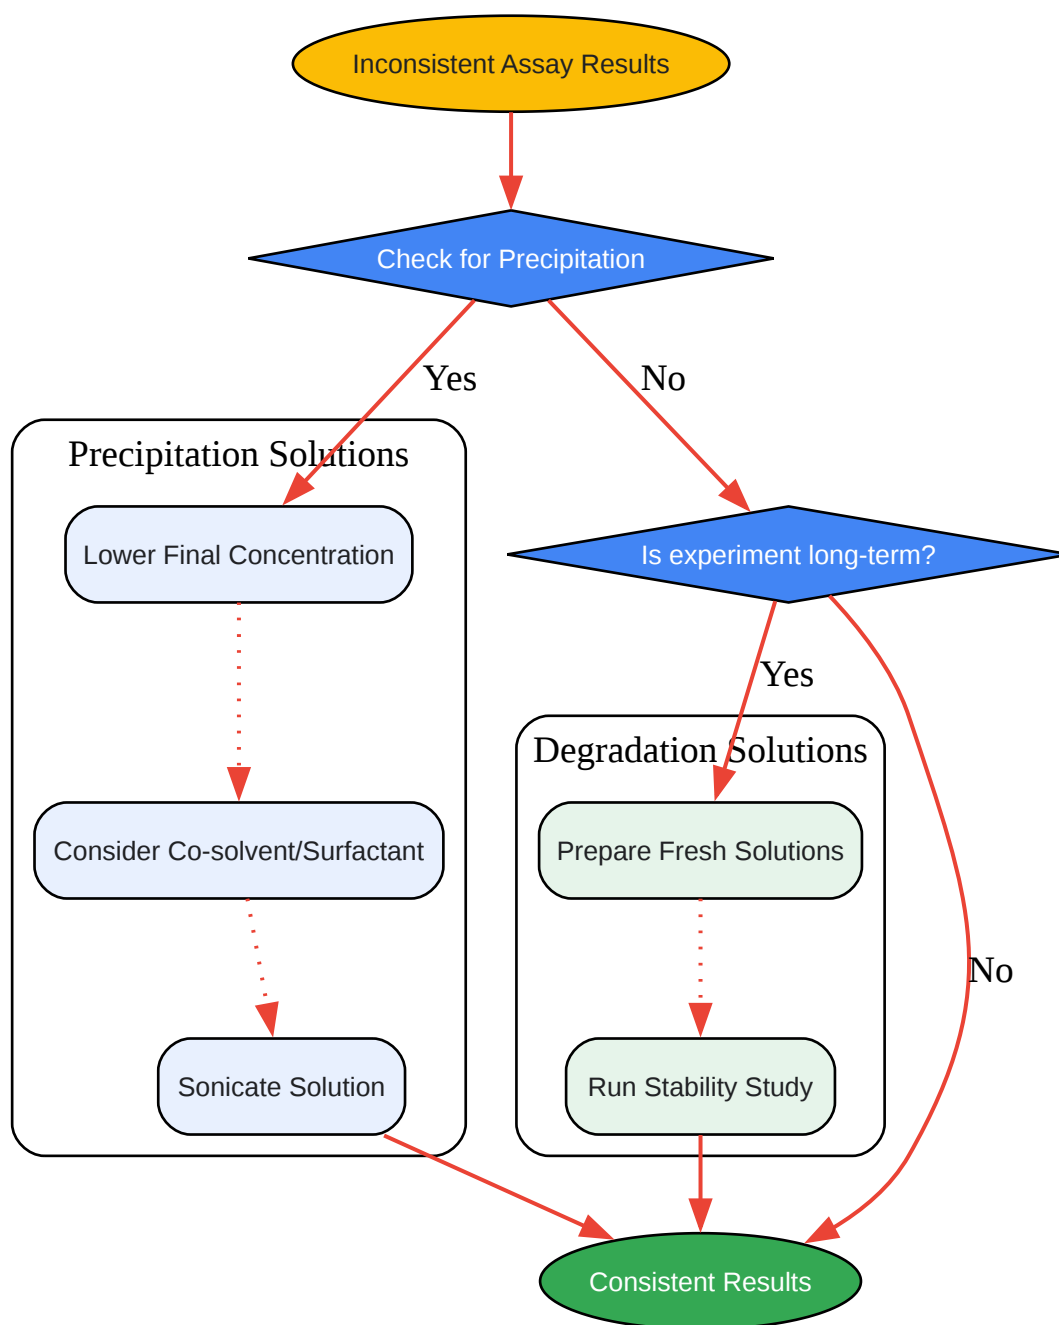 Inconsistent Assay Results
Check for Precipitation
Yes
No
Precipitation Solutions
Lower Final Concentration
Is experiment long-term?
Yes
Degradation Solutions
Consider Co-solvent/Surfactant
Prepare Fresh Solutions
No
Sonicate Solution
Run Stability Study
Consistent Results